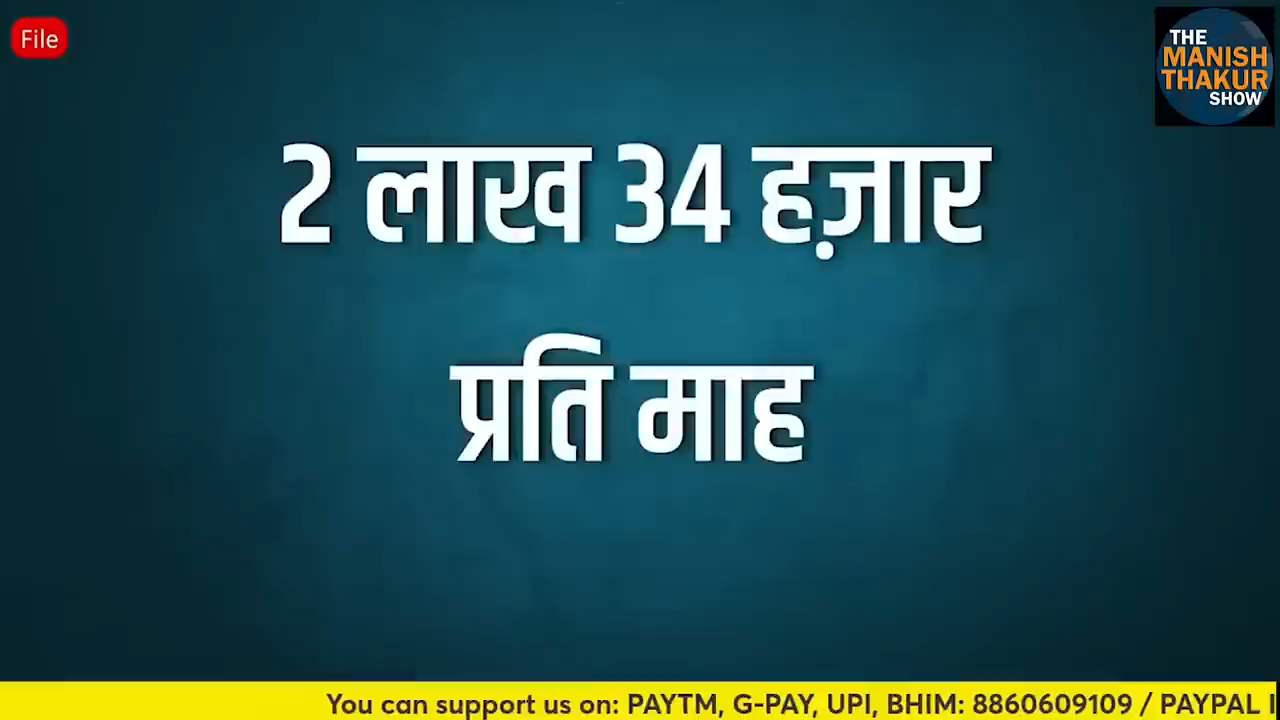 File
THE
MANISH
THAKUR
SHOW
2 लाख 34 हज़ार
प्रति माह
You can support us on: PAYTM, G-PAY, UPI, BHIM: 8860609109 / PAYPAL